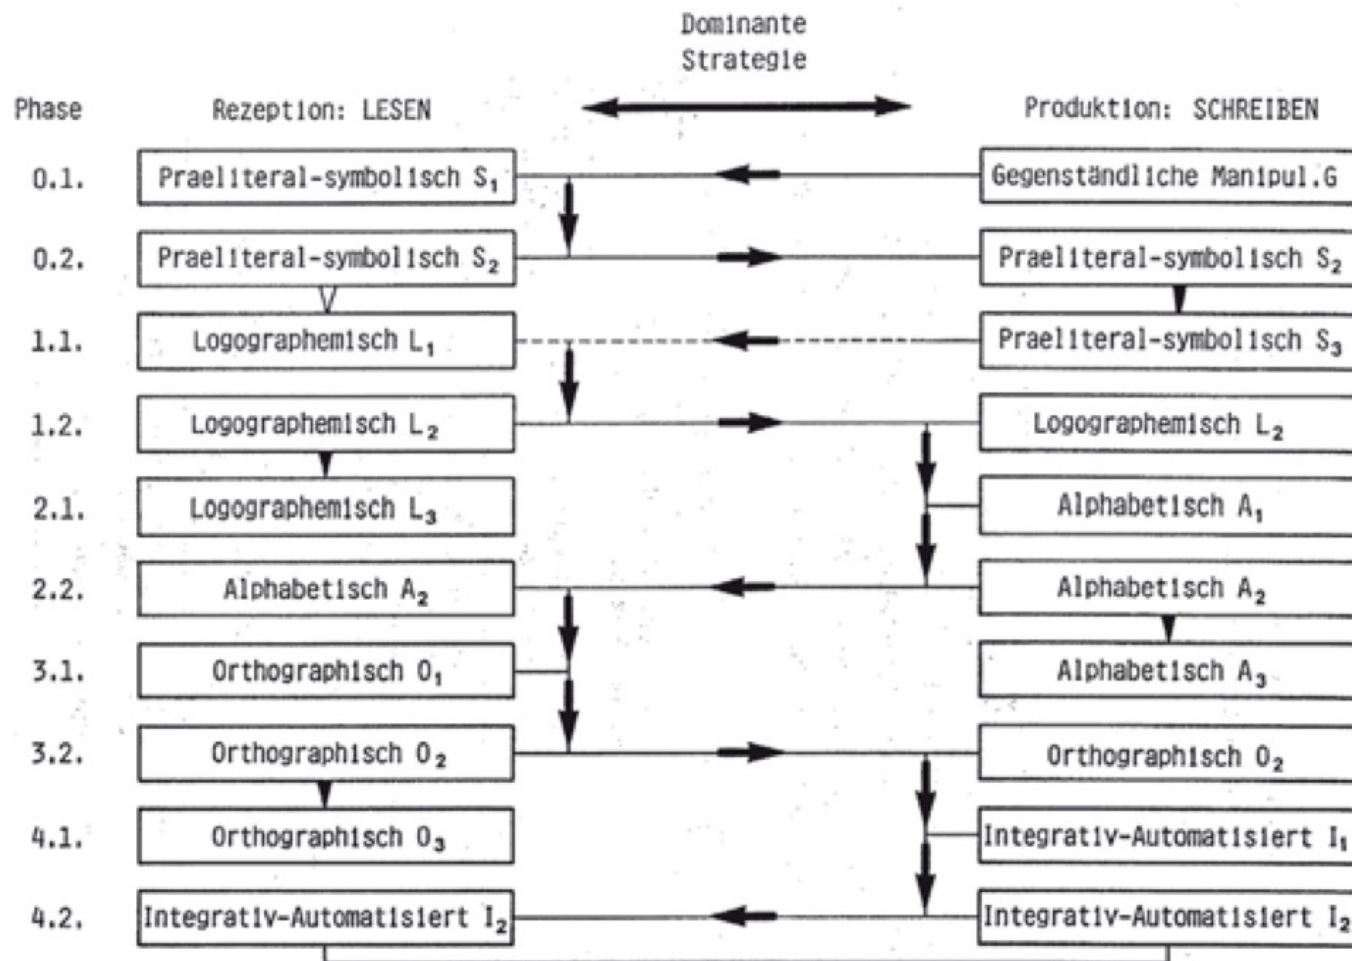 Dominante
Strategie
Phase Rezeption: LESEN Produktion: SCHREIBEN
0.1. Praeliteral-symbolisch S₁ Gegenständliche Manipul.G
0.2. Praeliteral-symbolisch S₂ Praeliteral-symbolisch S₂
1.1. Logographemisch L₁ Praeliteral-symbolisch S₃
1.2. Logographemisch L₂ Logographemisch L₂
2.1. Logographemisch L₃ Alphabetisch A₁
2.2. Alphabetisch A₂ Alphabetisch A₂
3.1. Orthographisch O₁ Alphabetisch A₃
3.2. Orthographisch O₂ Orthographisch O₂
4.1. Orthographisch O₃ Integrativ-Automatisiert I₁
4.2. Integrativ-Automatisiert I₂ Integrativ-Automatisiert I₂